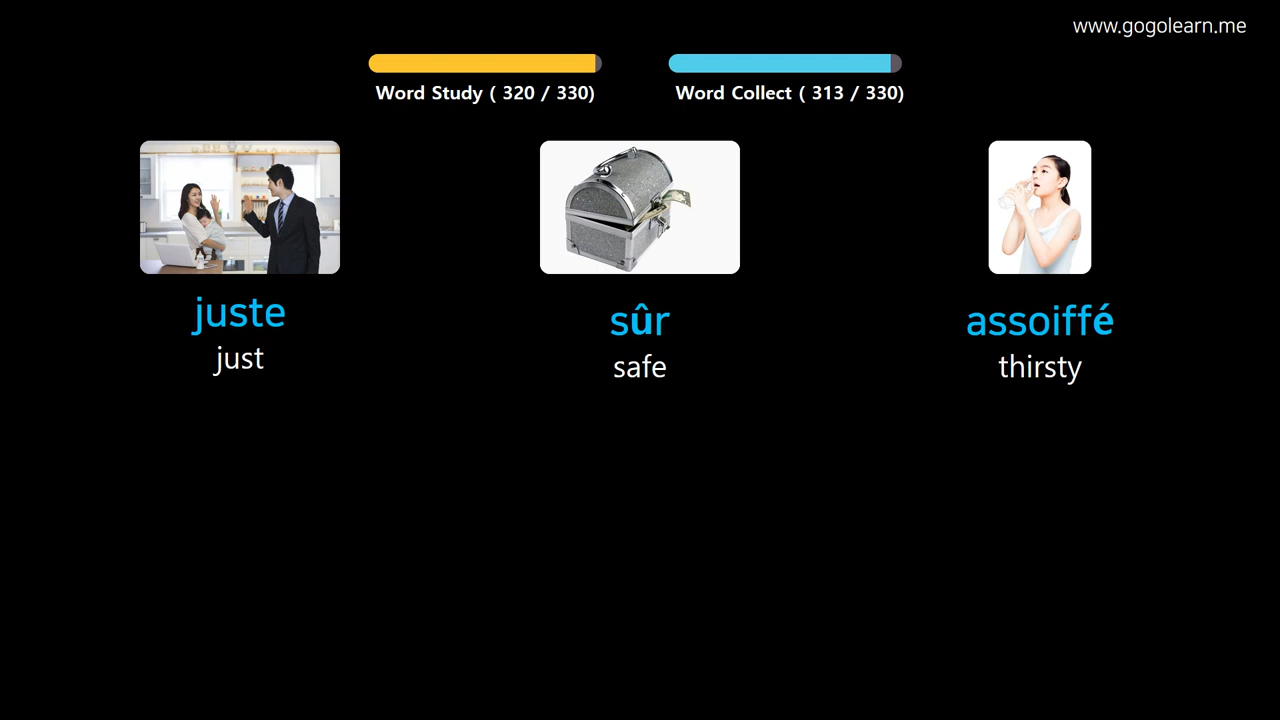 www.gogolearn.me
Word Study ( 320 / 330)
Word Collect ( 313 / 330)
juste
just
sûr
safe
assoiffé
thirsty